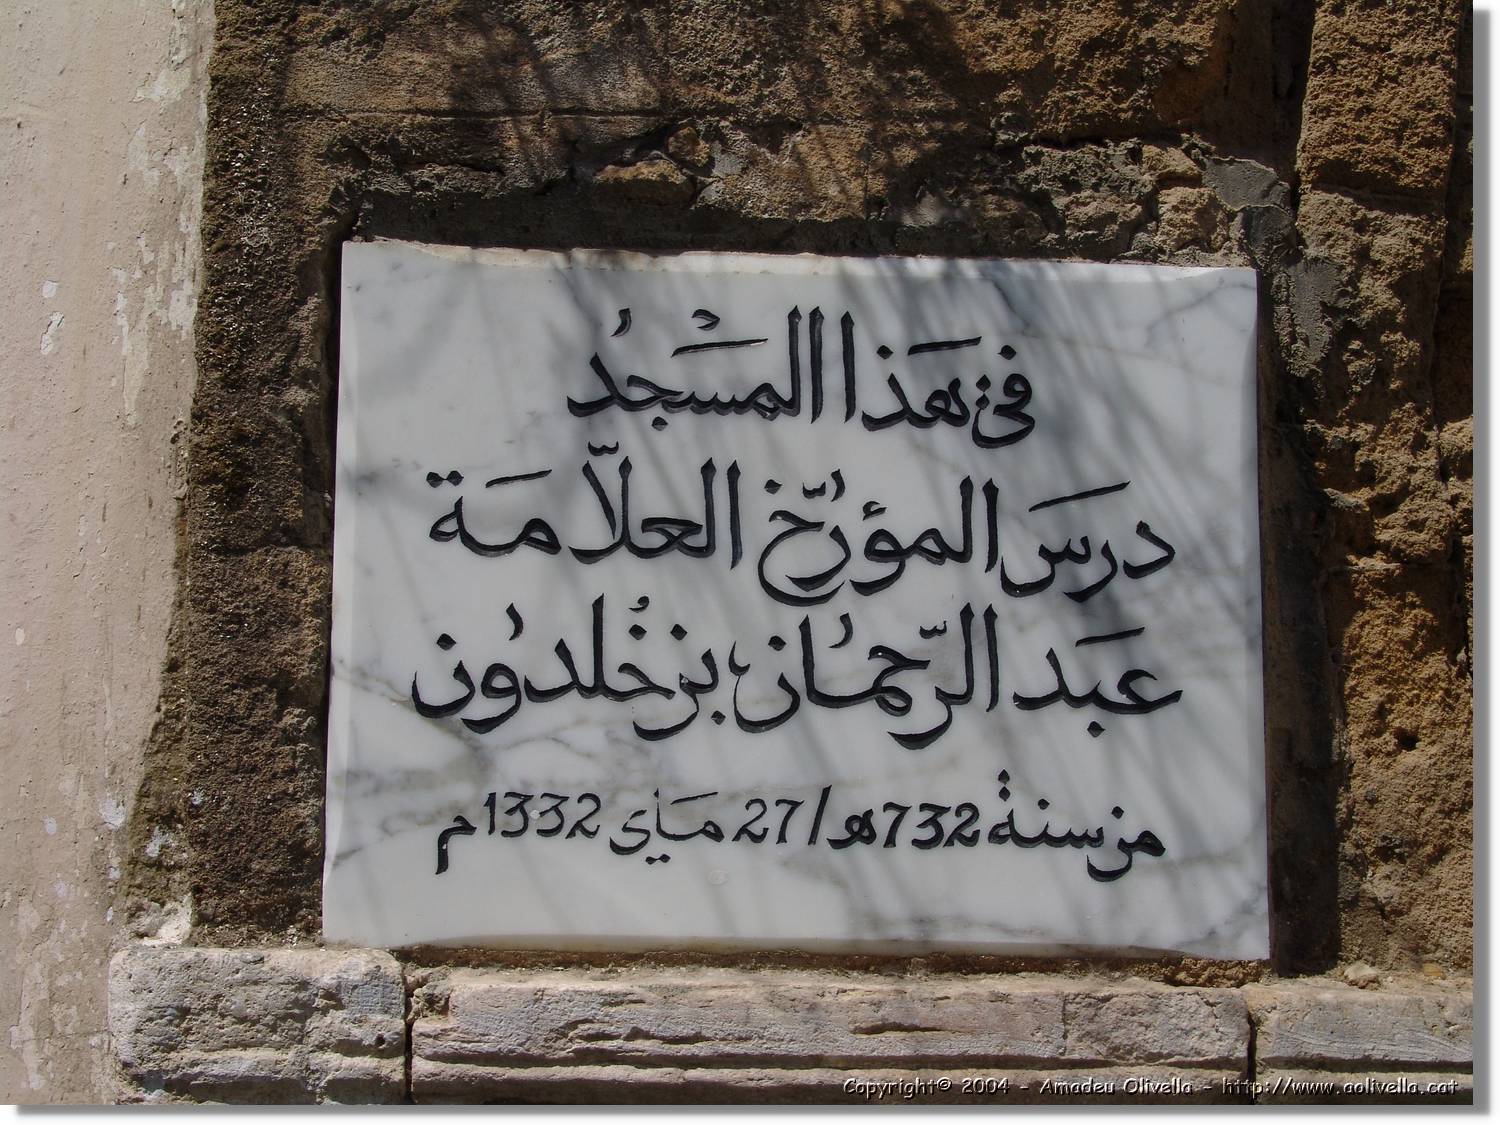 في هذا المسجد
درس المؤرخ العلامة
عبد الرحمان بن خلدون
من سنة 732هـ/27 ماي 1332م
Copyright© 2004 - Amadeu Olivella - http://www.aolivella.cat